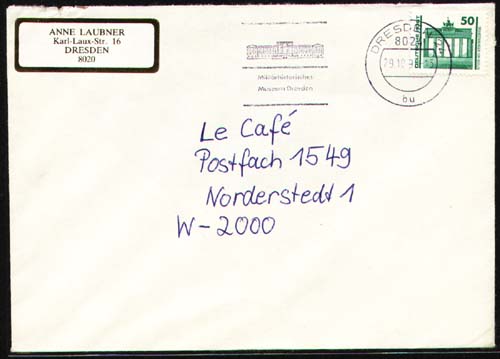 ANNE LAUBNER
Karl-Laux-Str. 16
DRESDEN
8020
Militärhistorisches
Museum Dresden
DRESDEN
bu
50
Le Café
Postfach 1549
Norderstedt 1
W-2000